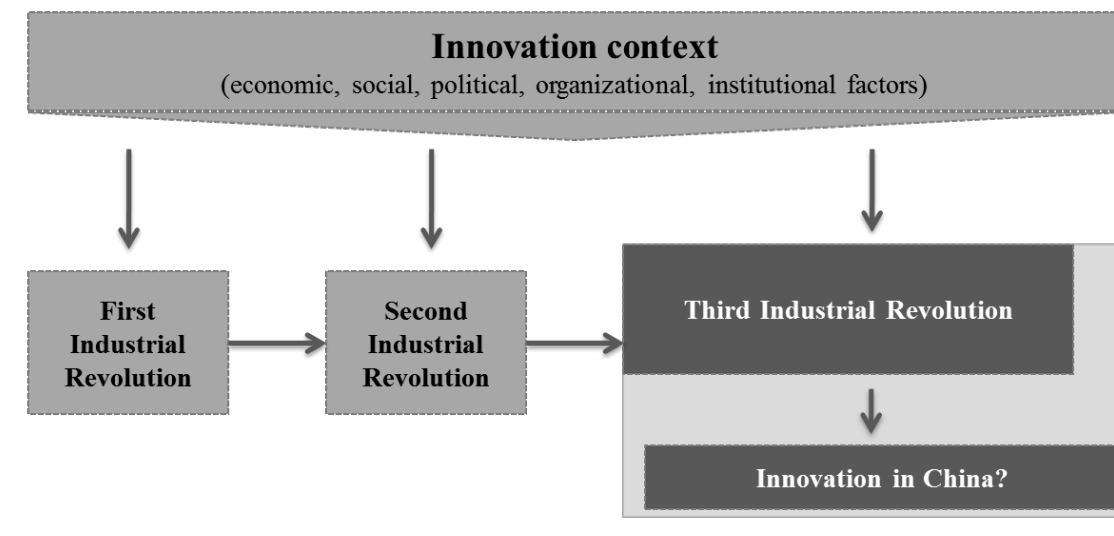 Innovation context
(economic, social, political, organizational, institutional factors)
First
Industrial
Revolution
Second
Industrial
Revolution
Third Industrial Revolution
Innovation in China?